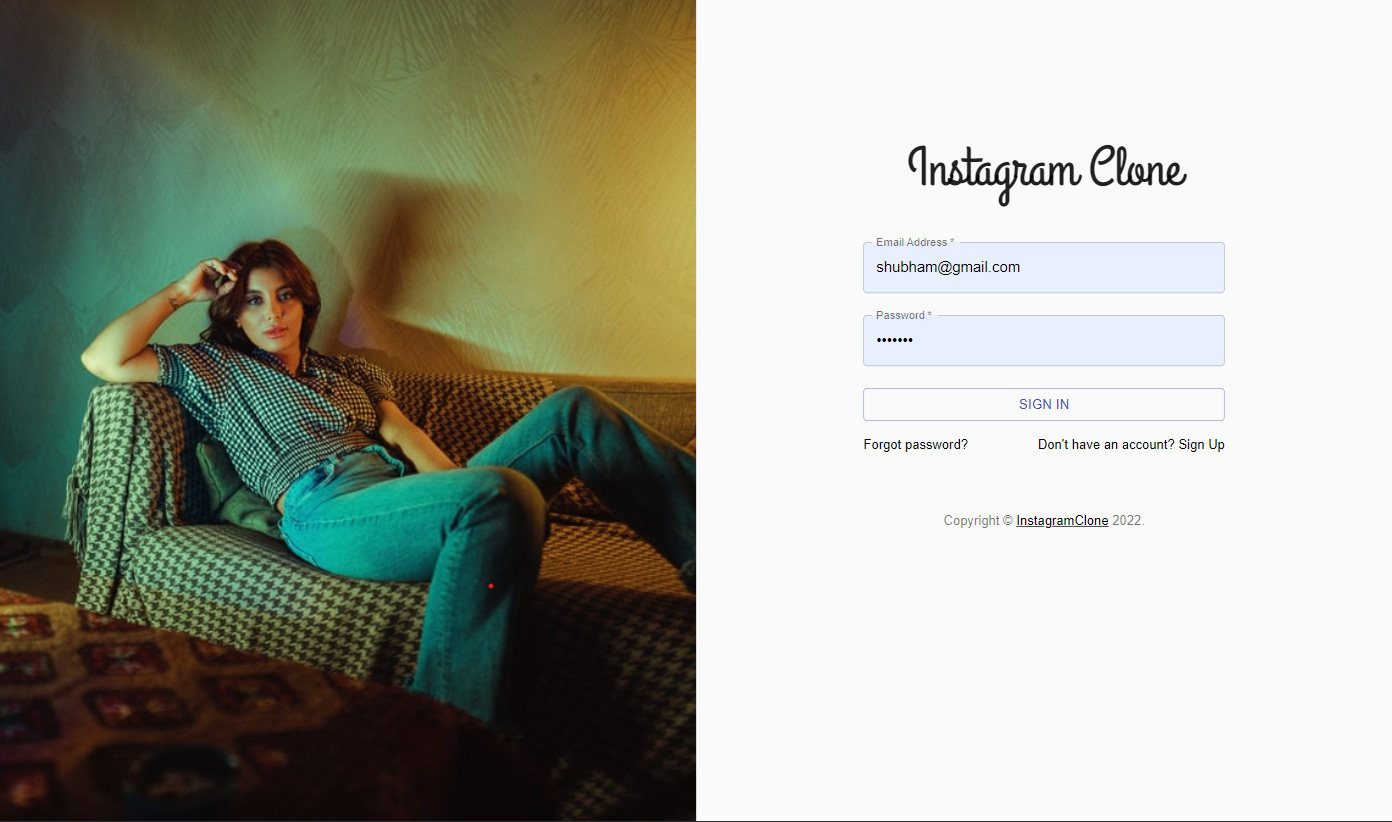 Instagram Clone
Email Address *
shubham@gmail.com
Password *
•••••••
SIGN IN
Forgot password? Don't have an account? Sign Up
Copyright © InstagramClone 2022.